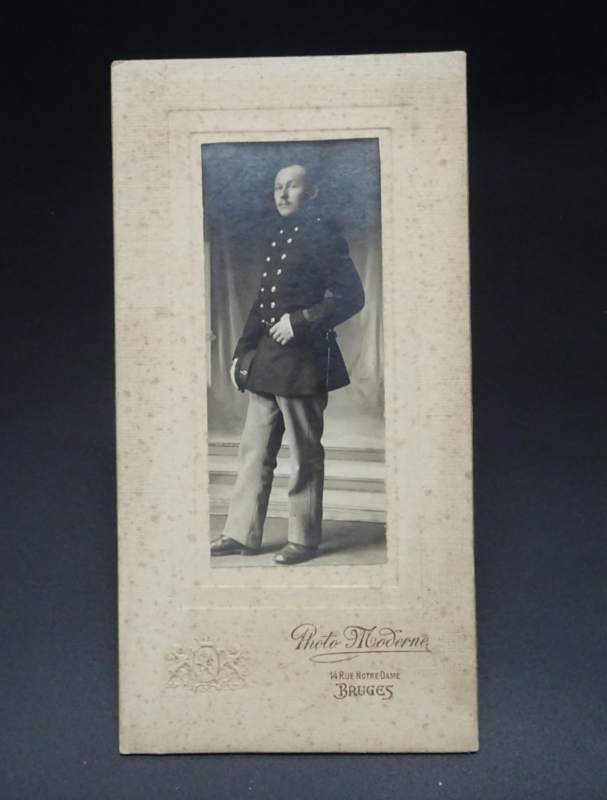 Photo Moderne
14 RUE NOTRE DAME
BRUGES